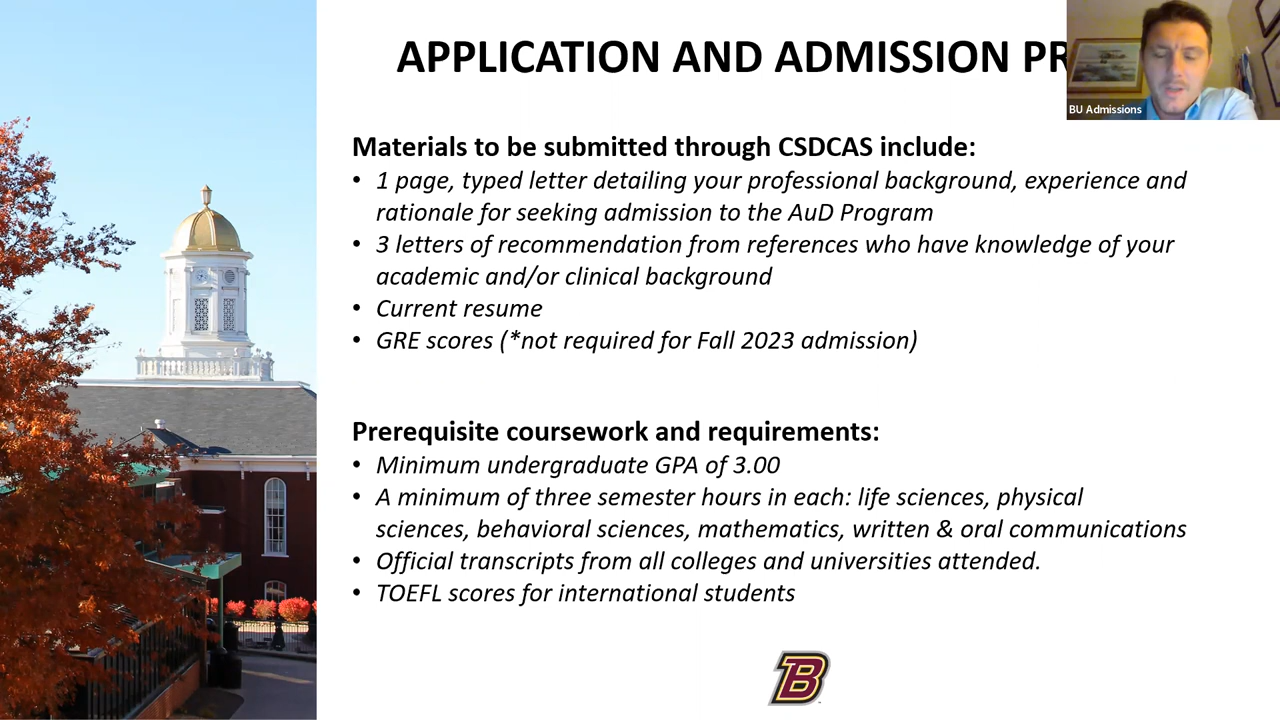 APPLICATION AND ADMISSION PR
BU Admissions
Materials to be submitted through CSDCAS include:
• 1 page, typed letter detailing your professional background, experience and
rationale for seeking admission to the AuD Program
• 3 letters of recommendation from references who have knowledge of your
academic and/or clinical background
• Current resume
• GRE scores (*not required for Fall 2023 admission)
Prerequisite coursework and requirements:
• Minimum undergraduate GPA of 3.00
• A minimum of three semester hours in each: life sciences, physical
sciences, behavioral sciences, mathematics, written & oral communications
• Official transcripts from all colleges and universities attended.
• TOEFL scores for international students
B